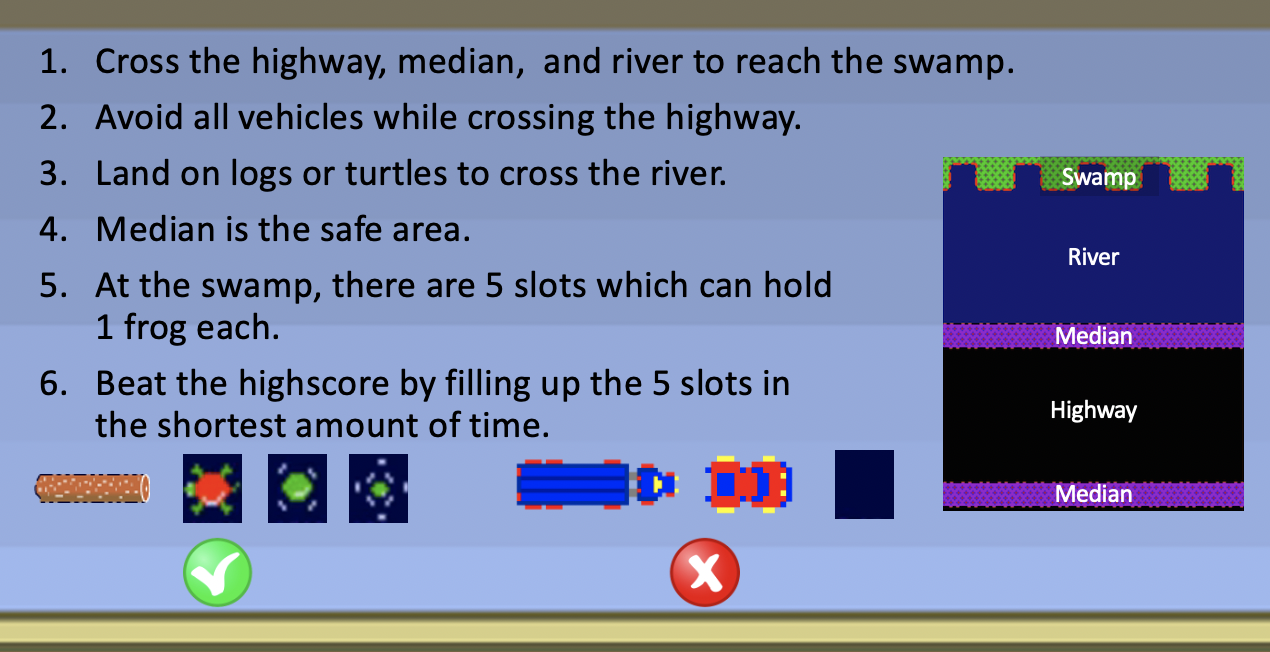 1. Cross the highway, median, and river to reach the swamp.
2. Avoid all vehicles while crossing the highway.
3. Land on logs or turtles to cross the river.
4. Median is the safe area.
5. At the swamp, there are 5 slots which can hold
1 frog each.
6. Beat the highscore by filling up the 5 slots in
the shortest amount of time.
Swamp
River
Median
Highway
Median